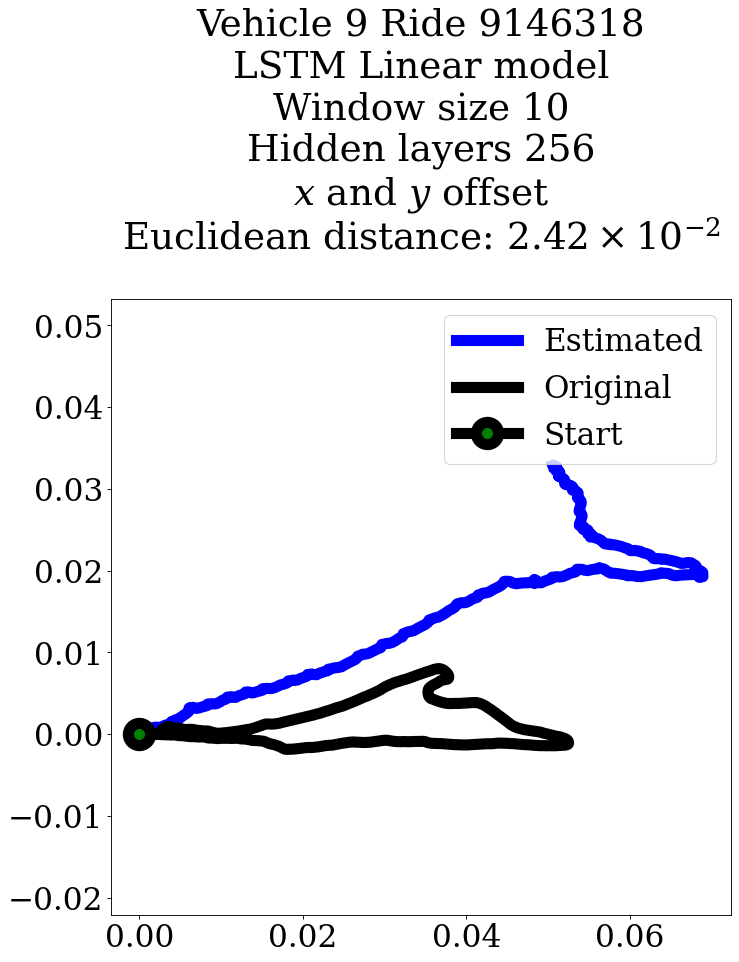 Vehicle 9 Ride 9146318
LSTM Linear model
Window size 10
Hidden layers 256
x and y offset
Euclidean distance: 2.42 × 10⁻²
Estimated
Original
Start
0.05
0.04
0.03
0.02
0.01
0.00
−0.01
−0.02
0.00 0.02 0.04 0.06